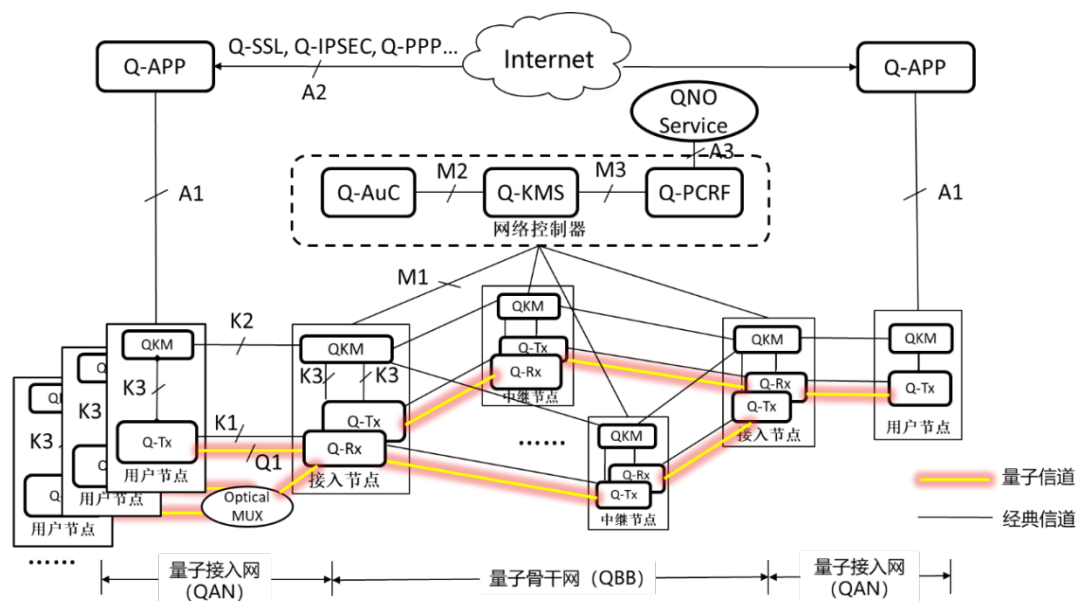 Q-SSL, Q-IPSEC, Q-PPP...
Q-APP
Internet
Q-APP
A2
QNO
Service
A3
M2
M3
Q-AuC
Q-KMS
Q-PCRF
网络控制器
A1
A1
M1
QKM
K2
QKM
K3
K3
K3
Q-Tx
Q-Rx
接入节点
QKM
Q-Tx
Q-Rx
中继节点
QKM
Q-Rx
Q-Tx
接入节点
QKM
Q-Tx
用户节点
K3
K3
K1
Q-Tx
用户节点
Q1
用户节点
用户节点
Optical
MUX
......
QKM
Q-Rx
Q-Tx
中继节点
量子信道
经典信道
......
量子接入网
(QAN)
量子骨干网（QBB）
量子接入网
(QAN)